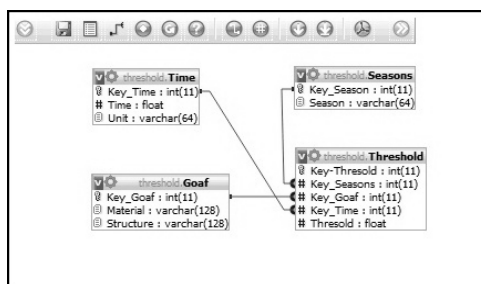 threshold.Time
Key_Time : int(11)
# Time : float
Unit : varchar(64)
threshold.Seasons
Key_Season : int(11)
Season : varchar(64)
threshold.Goaf
Key_Goaf : int(11)
Material : varchar(128)
Structure : varchar(128)
threshold.Threshold
Key-Thresold : int(11)
# Key_Seasons : int(11)
# Key_Goaf : int(11)
# Key_Time : int(11)
# Thresold : float